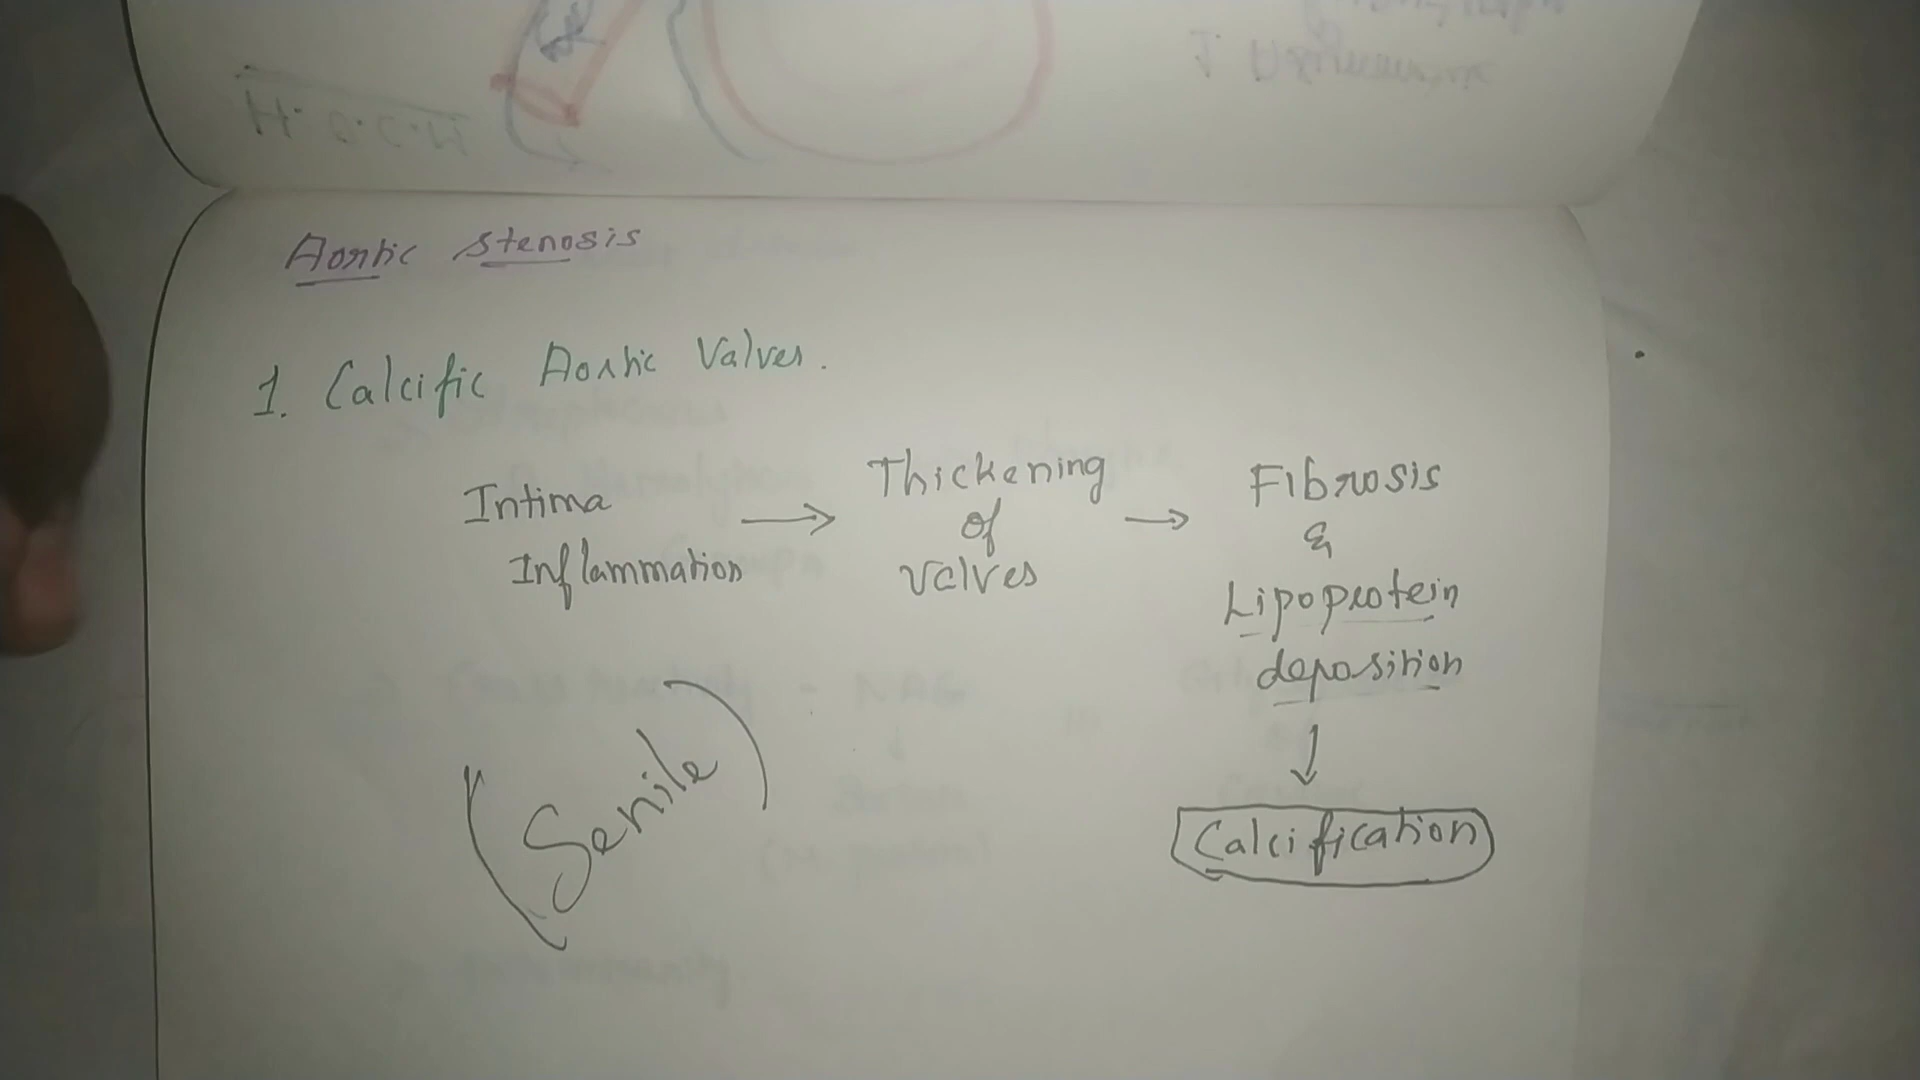 Aortic Stenosis
1. Calcific Aortic Valves.
Intima
Inflammation
→
Thickening
of
valves
→
Fibrosis
&
Lipoprotein
deposition
↓
Calcification
(Senile)